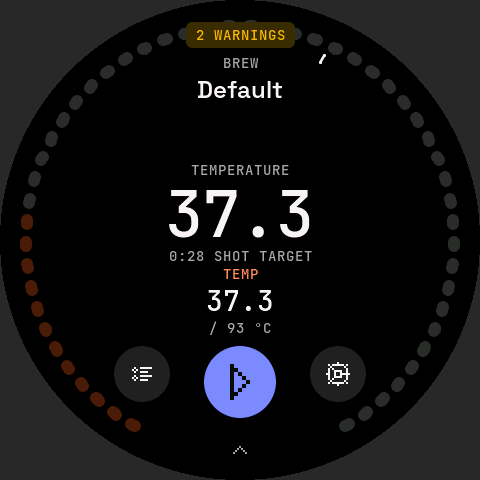 2 WARNINGS
BREW
Default
TEMPERATURE
37.3
0:28 SHOT TARGET
TEMP
37.3
/ 93 °C